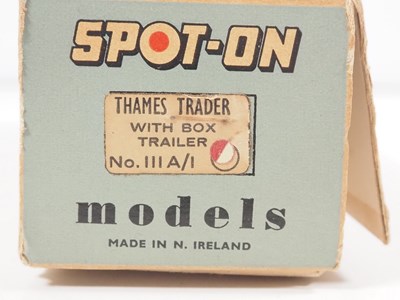 SPOT-ON
THAMES TRADER
WITH BOX
TRAILER
No. 111 A/1
models
MADE IN N. IRELAND